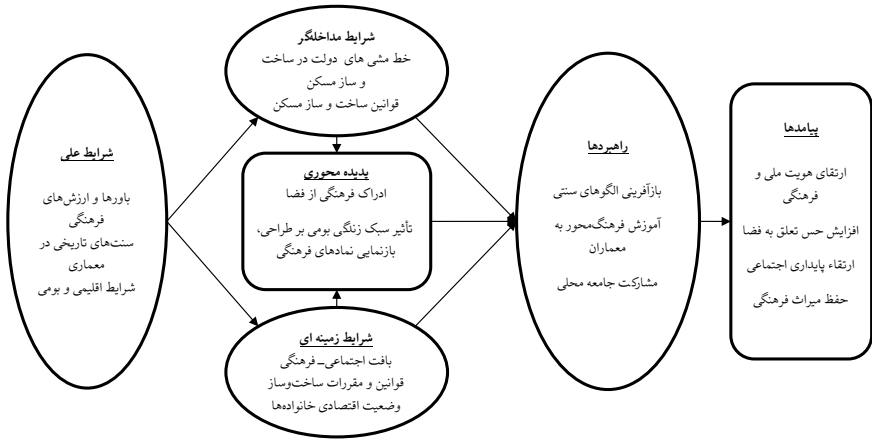 شرایط علی
باورها و ارزش‌های
فرهنگی
سنت‌های تاریخی در
معماری
شرایط اقلیمی و بومی
شرایط مداخله‌گر
خط مشی های دولت در ساخت
و ساز مسکن
قوانین ساخت و ساز مسکن
پدیده محوری
ادراک فرهنگی از فضا
تأثیر سبک زندگی بومی بر طراحی،
بازنمایی نمادهای فرهنگی
شرایط زمینه ای
بافت اجتماعی_فرهنگی
قوانین و مقررات ساخت‌وساز
وضعیت اقتصادی خانواده‌ها
راهبردها
بازآفرینی الگوهای سنتی
آموزش فرهنگ‌محور به
معماران
مشارکت جامعه محلی
پیامدها
ارتقای هویت ملی و
فرهنگی
افزایش حس تعلق به فضا
ارتقاء پایداری اجتماعی
حفظ میراث فرهنگی